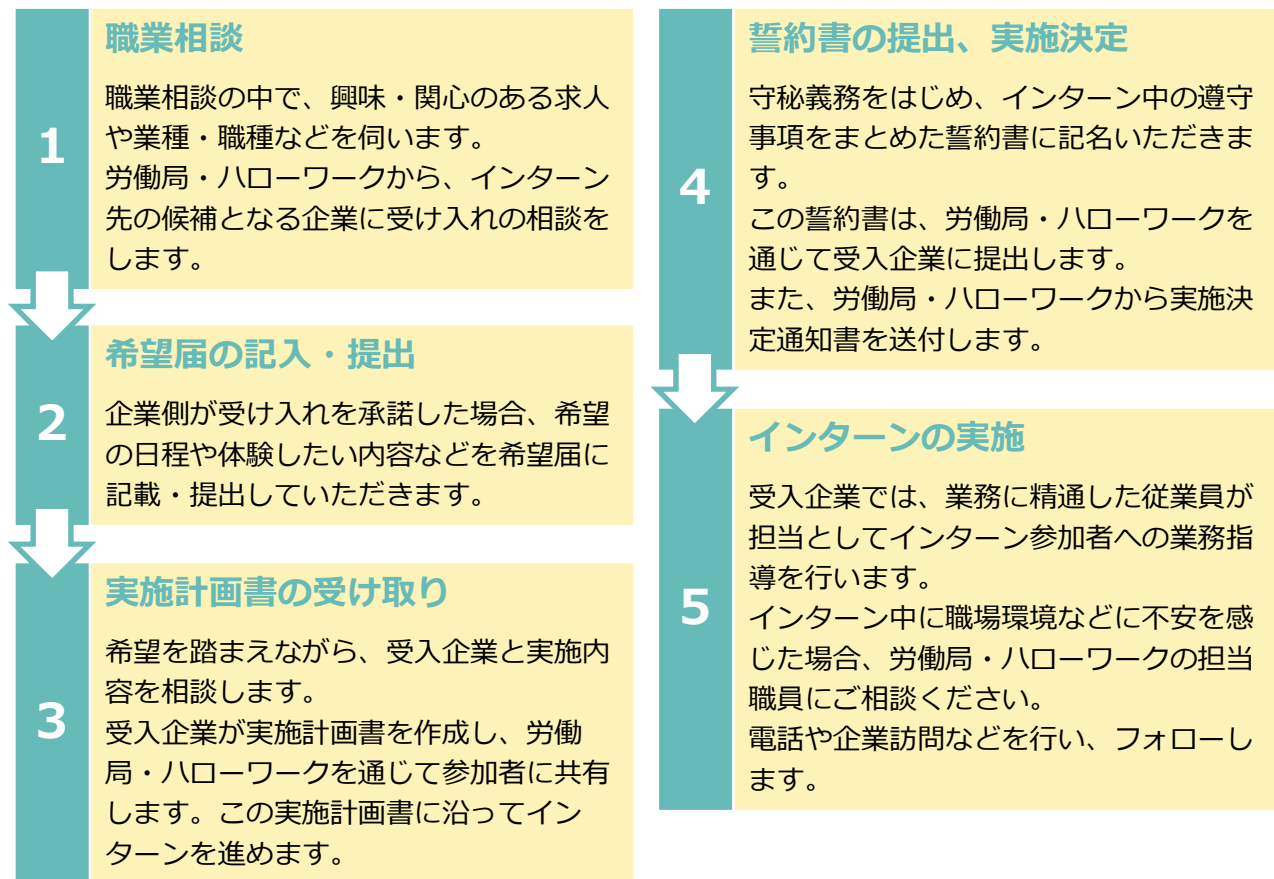 1
職業相談
職業相談の中で、興味・関心のある求人
や業種・職種などを伺います。
労働局・ハローワークから、インターン
先の候補となる企業に受け入れの相談を
します。
2
希望届の記入・提出
企業側が受け入れを承諾した場合、希望
の日程や体験したい内容などを希望届に
記載・提出していただきます。
3
実施計画書の受け取り
希望を踏まえながら、受入企業と実施内
容を相談します。
受入企業が実施計画書を作成し、労働
局・ハローワークを通じて参加者に共有
します。この実施計画書に沿ってイン
ターンを進めます。
4
誓約書の提出、実施決定
守秘義務をはじめ、インターン中の遵守
事項をまとめた誓約書に記名いただきま
す。
この誓約書は、労働局・ハローワークを
通じて受入企業に提出します。
また、労働局・ハローワークから実施決
定通知書を送付します。
5
インターンの実施
受入企業では、業務に精通した従業員が
担当としてインターン参加者への業務指
導を行います。
インターン中に職場環境などに不安を感
じた場合、労働局・ハローワークの担当
職員にご相談ください。
電話や企業訪問などを行い、フォローし
ます。